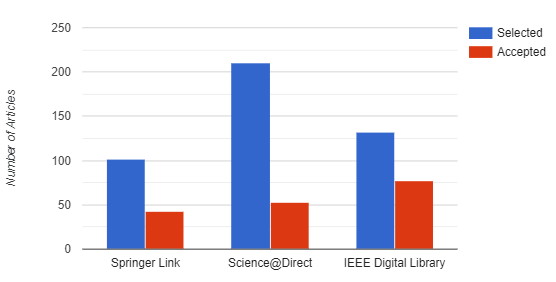 250
200
150
100
50
0
Number of Articles
Springer Link
Science@Direct
IEEE Digital Library
Selected
Accepted